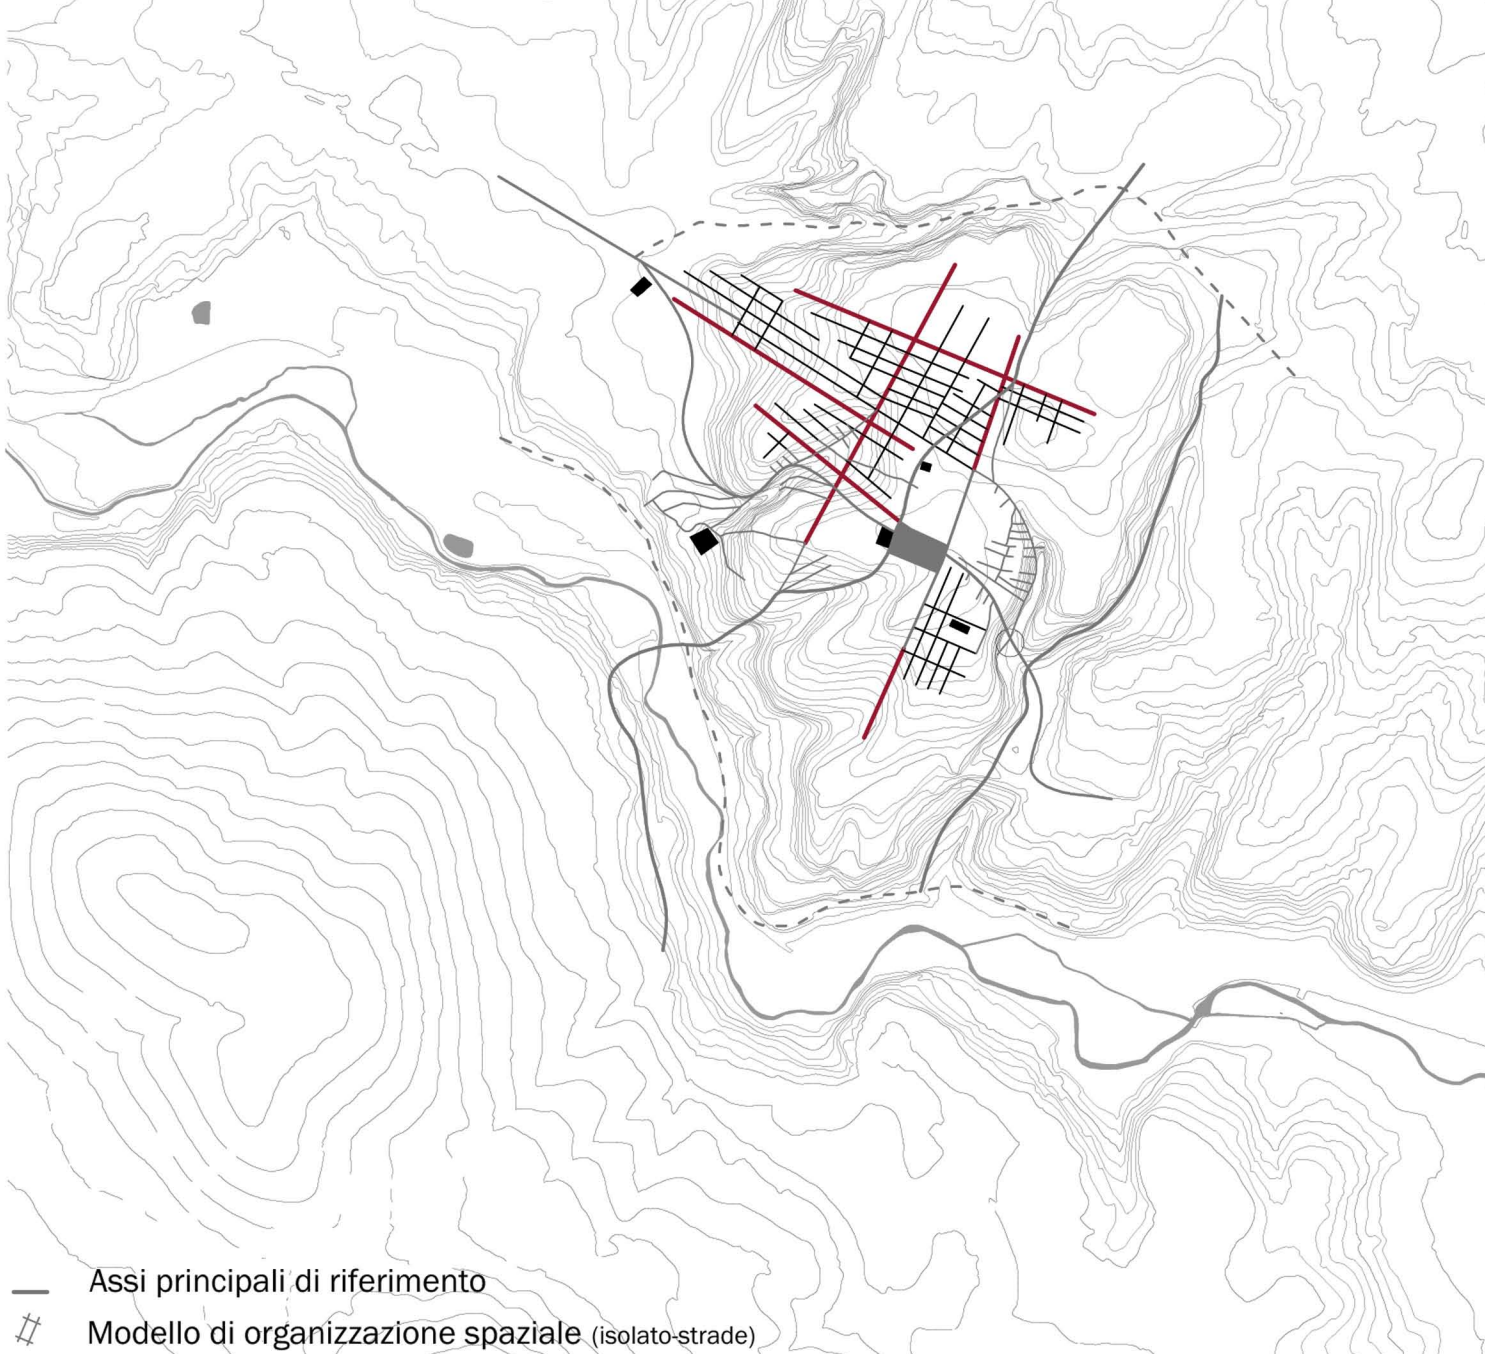 Assi principali di riferimento
Modello di organizzazione spaziale (isolato-strade)